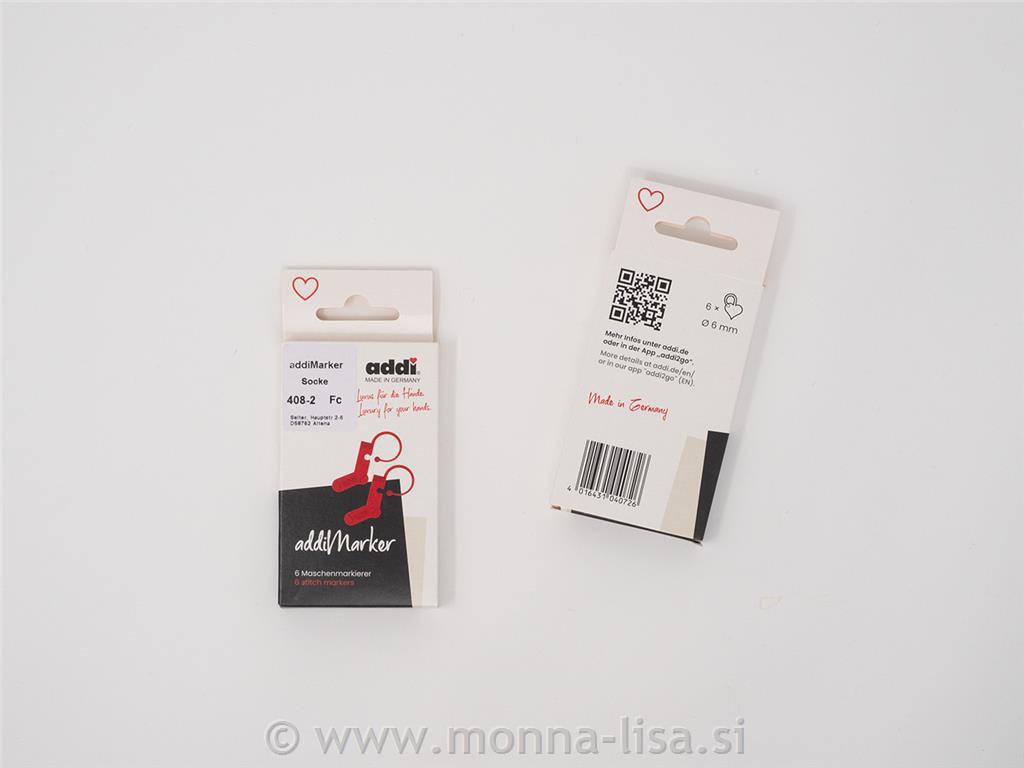 addiMarker
Socke
408-2 Fc
Selter, Hauptstr 2-6
D58762 Altena
addi®
MADE IN GERMANY
Luxus für die Hände.
Luxury for your hands.
addiMarker
6 Maschenmarkierer
6 stitch markers
6 ×
Ø 6 mm
Mehr Infos unter addi.de
oder in der App „addi2go“.
More details at addi.de/en/
or in our app "addi2go" (EN).
Made in Germany
4 016431 040726
© www.monna-lisa.si